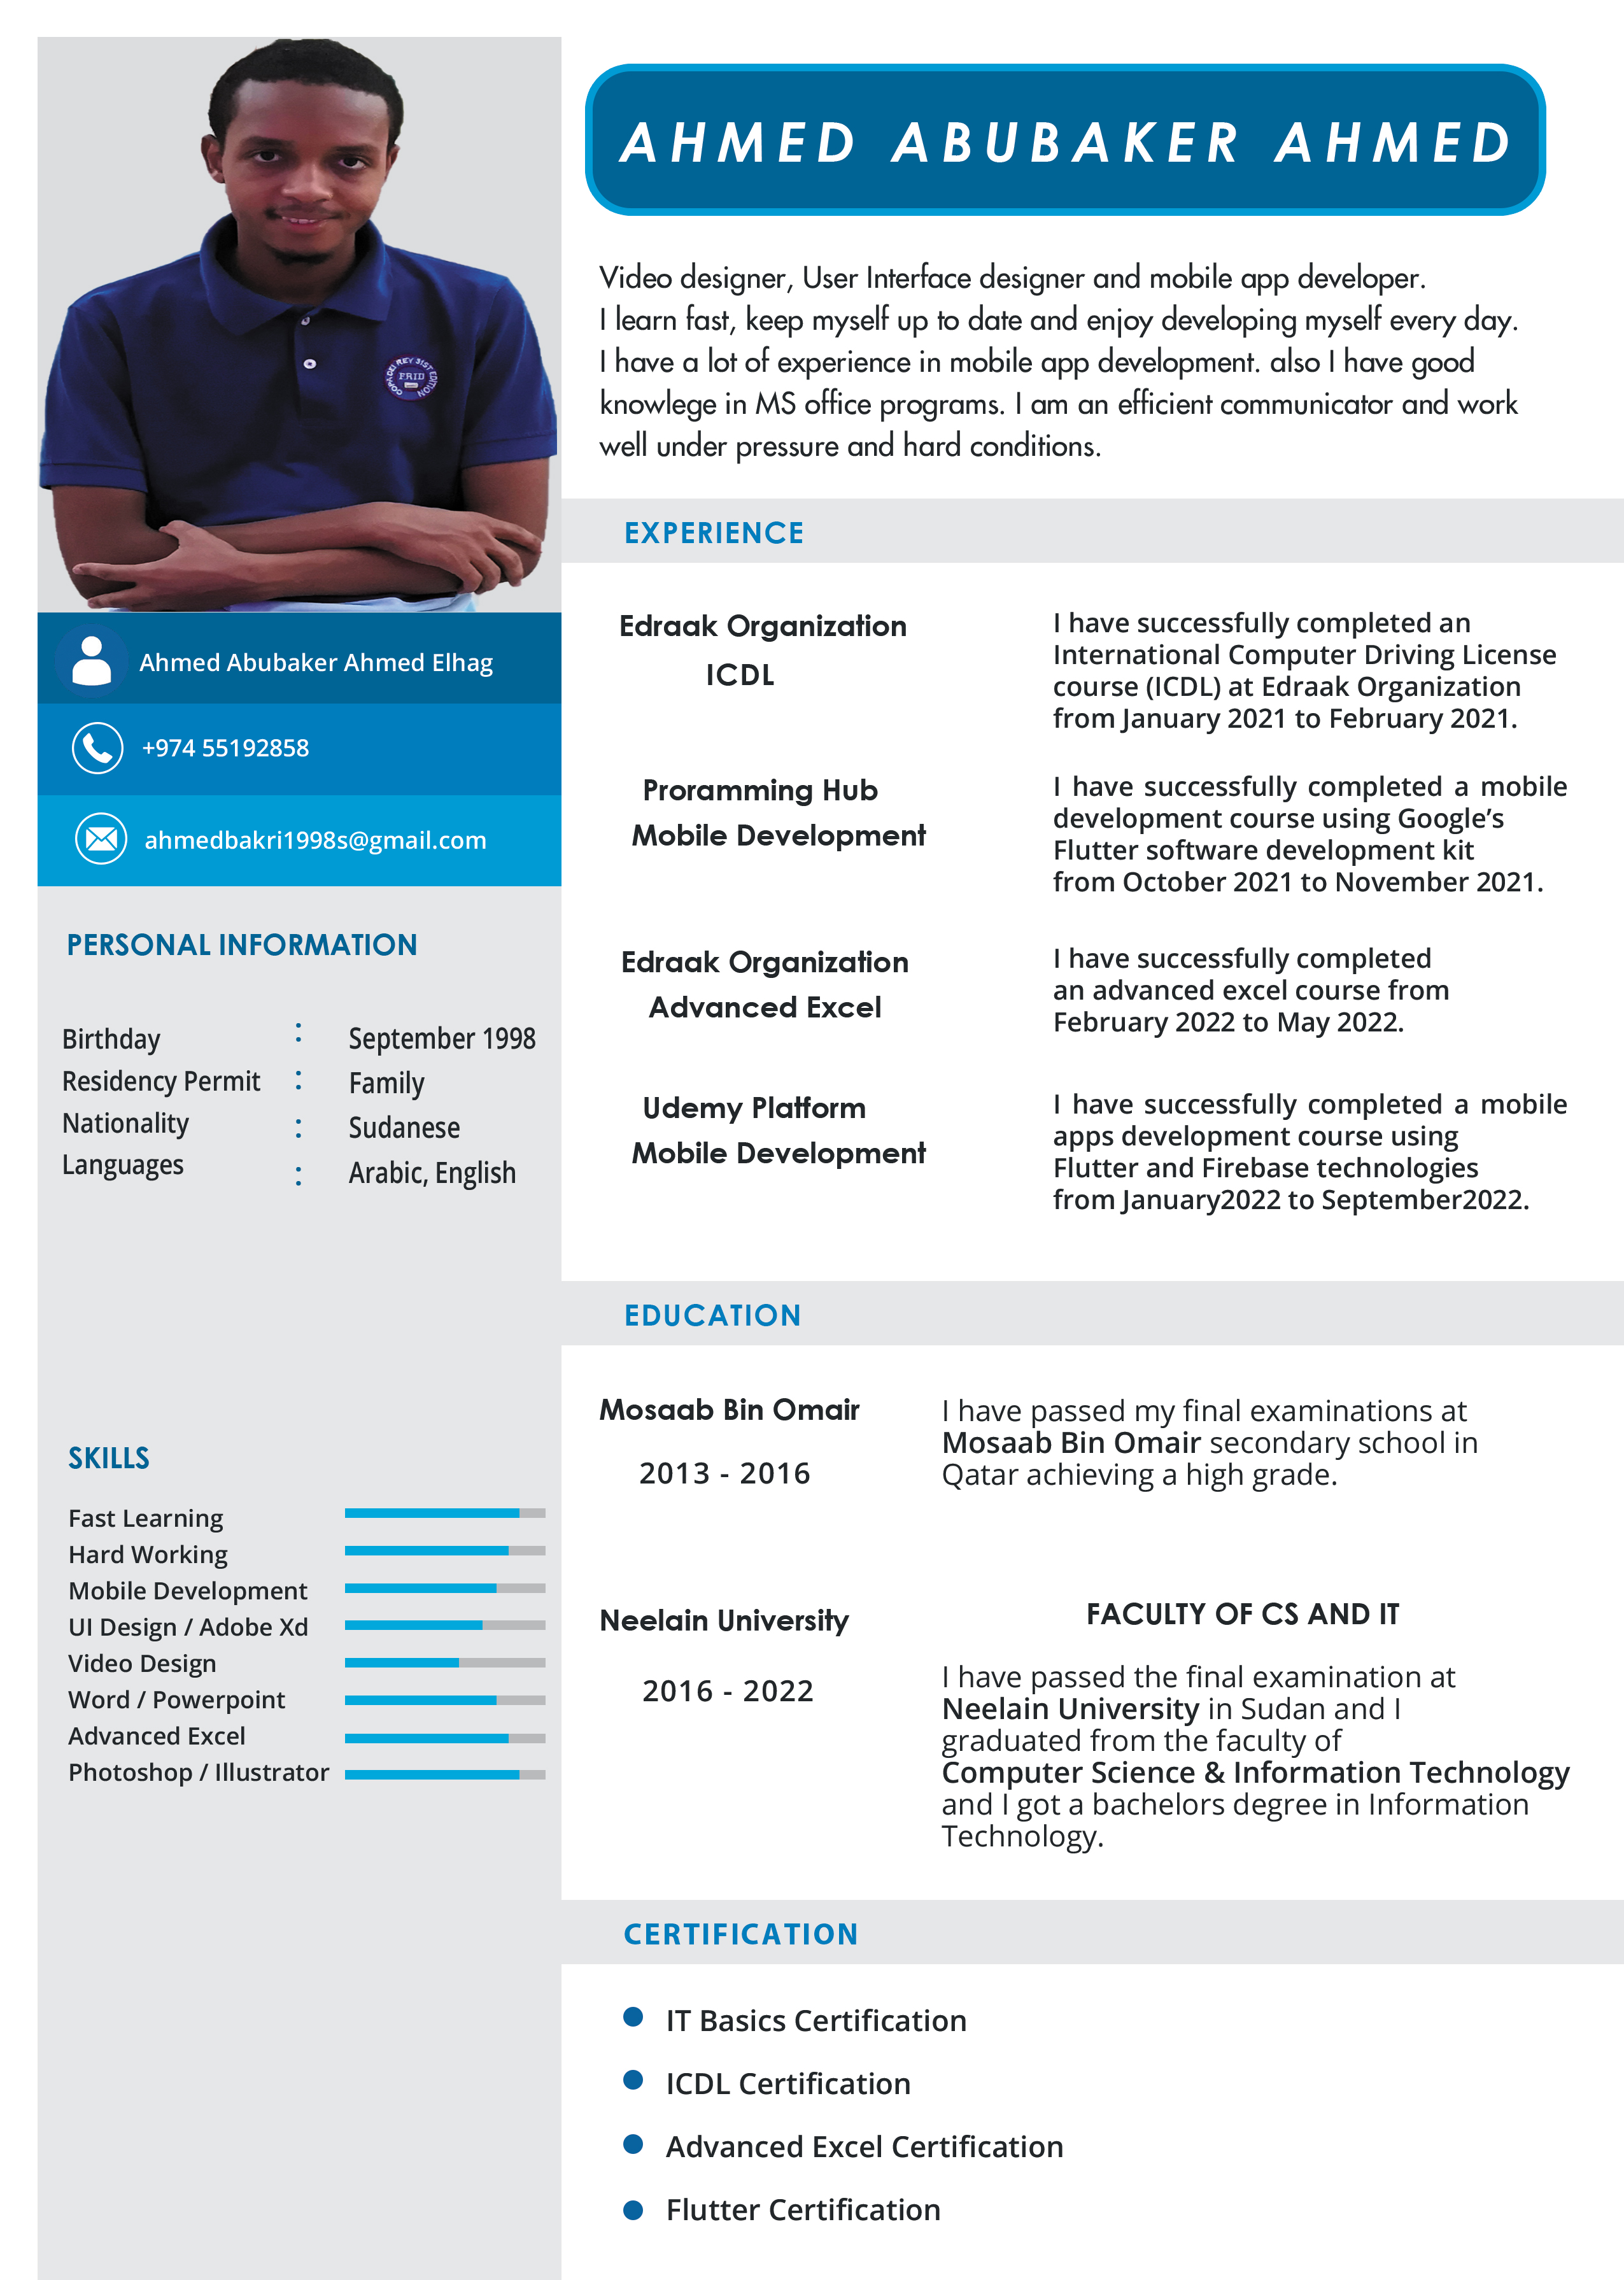 AHMED ABUBAKER AHMED
Video designer, User Interface designer and mobile app developer.
I learn fast, keep myself up to date and enjoy developing myself every day.
I have a lot of experience in mobile app development. also I have good
knowlege in MS office programs. I am an efficient communicator and work
well under pressure and hard conditions.
Ahmed Abubaker Ahmed Elhag
+974 55192858
ahmedbakri1998s@gmail.com
PERSONAL INFORMATION
Birthday : September 1998
Residency Permit : Family
Nationality : Sudanese
Languages : Arabic, English
SKILLS
Fast Learning
Hard Working
Mobile Development
UI Design / Adobe Xd
Video Design
Word / Powerpoint
Advanced Excel
Photoshop / Illustrator
EXPERIENCE
Edraak Organization
ICDL
I have successfully completed an
International Computer Driving License
course (ICDL) at Edraak Organization
from January 2021 to February 2021.
Proramming Hub
Mobile Development
I have successfully completed a mobile
development course using Google’s
Flutter software development kit
from October 2021 to November 2021.
Edraak Organization
Advanced Excel
I have successfully completed
an advanced excel course from
February 2022 to May 2022.
Udemy Platform
Mobile Development
I have successfully completed a mobile
apps development course using
Flutter and Firebase technologies
from January2022 to September2022.
EDUCATION
Mosaab Bin Omair
2013 - 2016
I have passed my final examinations at
Mosaab Bin Omair secondary school in
Qatar achieving a high grade.
Neelain University
2016 - 2022
FACULTY OF CS AND IT
I have passed the final examination at
Neelain University in Sudan and I
graduated from the faculty of
Computer Science & Information Technology
and I got a bachelors degree in Information
Technology.
CERTIFICATION
IT Basics Certification
ICDL Certification
Advanced Excel Certification
Flutter Certification